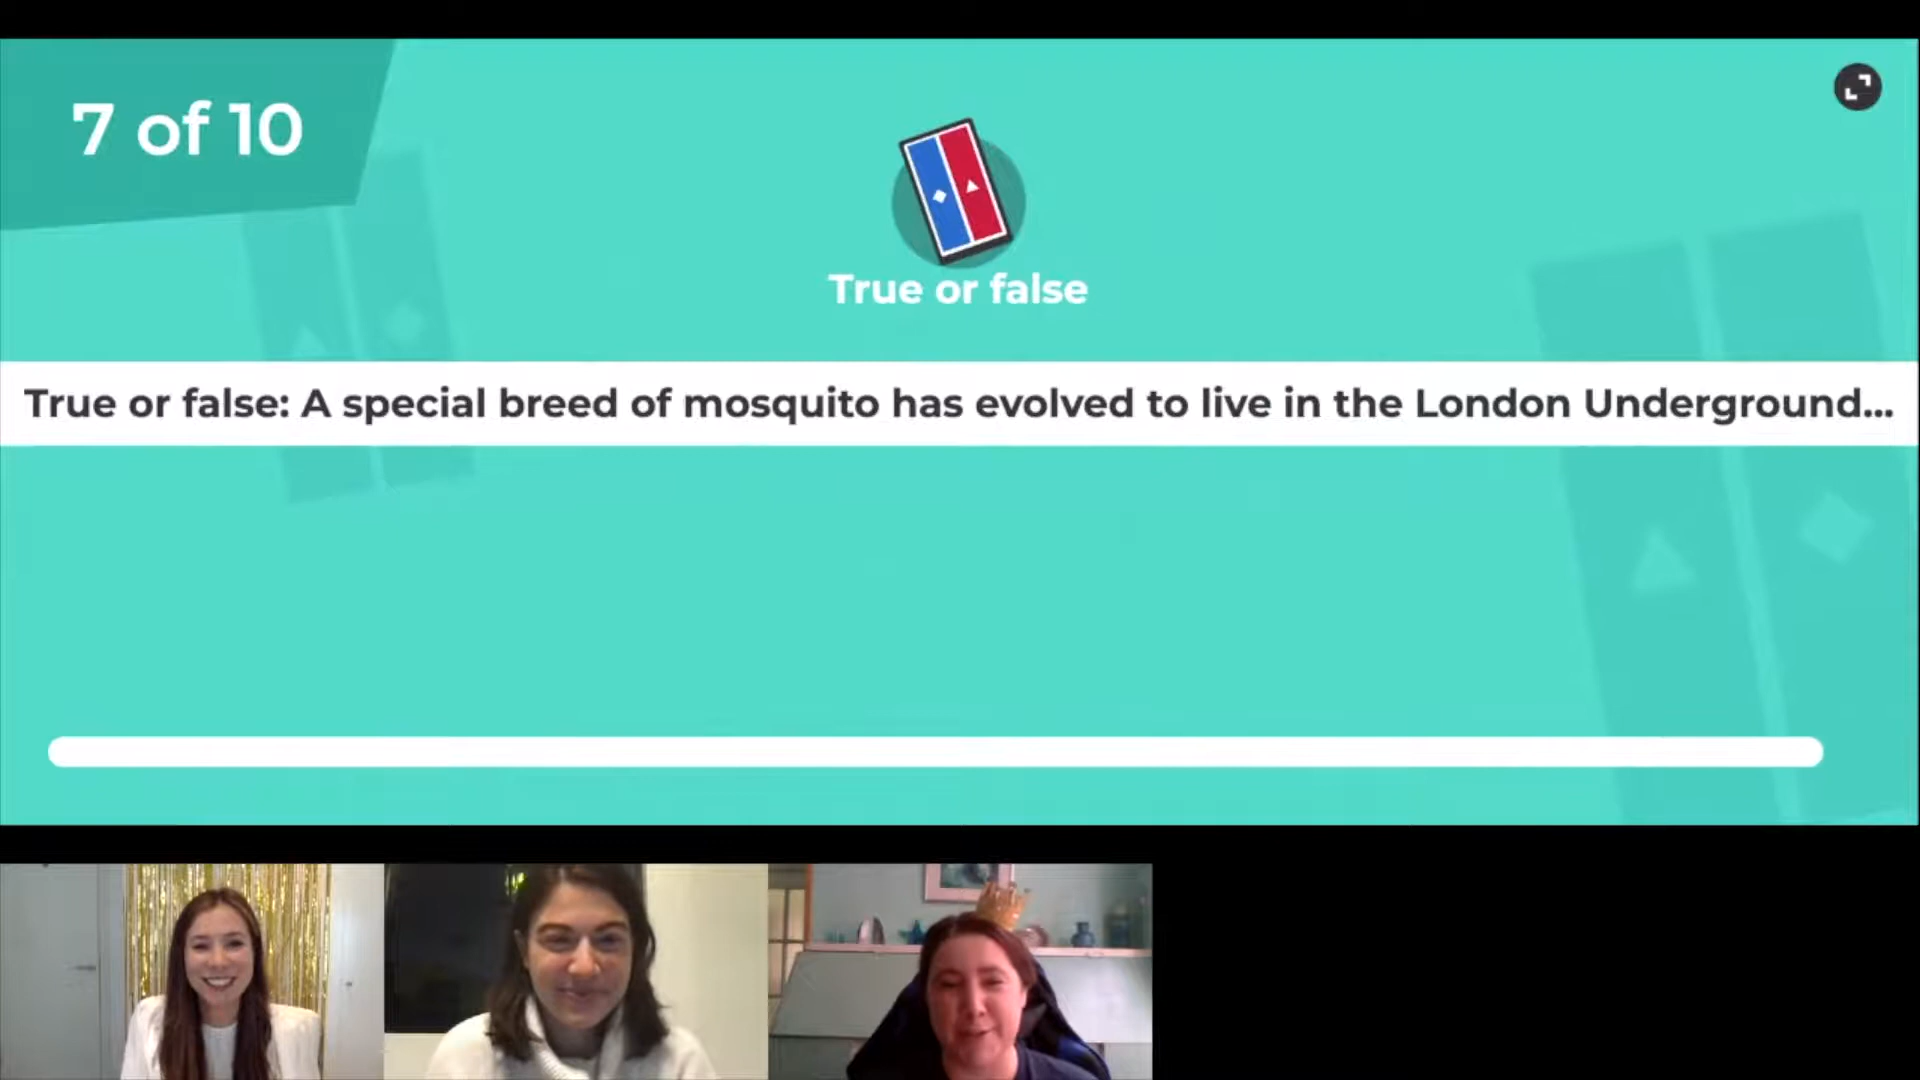 7 of 10
True or false
True or false: A special breed of mosquito has evolved to live in the London Underground...